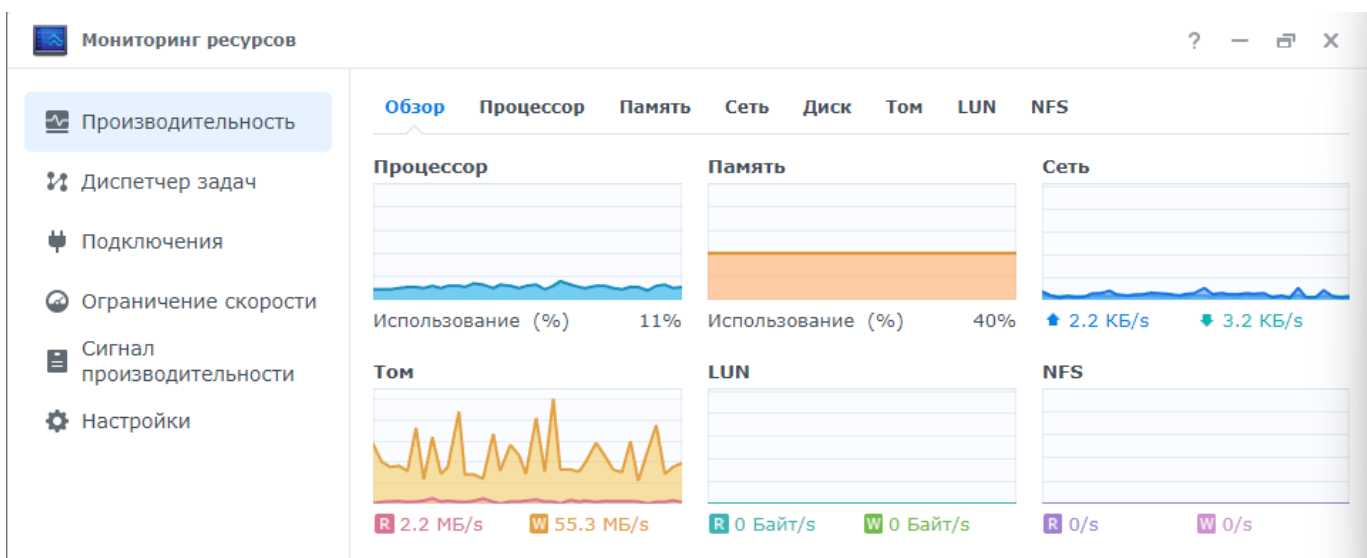 Мониторинг ресурсов
?
Производительность
Диспетчер задач
Подключения
Ограничение скорости
Сигнал
производительности
Настройки
Обзор Процессор Память Сеть Диск Том LUN NFS
Процессор Память Сеть
Использование (%) 11% Использование (%) 40% 2.2 КБ/s 3.2 КБ/s
Том LUN NFS
R 2.2 МБ/s W 55.3 МБ/s R 0 Байт/s W 0 Байт/s R 0/s W 0/s